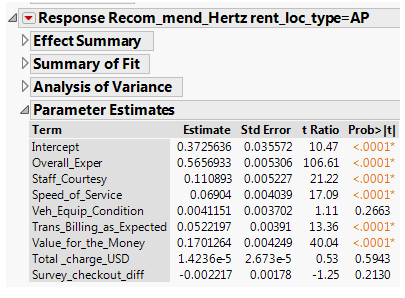 Response Recom_mend_Hertz rent_loc_type=AP
Effect Summary
Summary of Fit
Analysis of Variance
Parameter Estimates
Term Estimate Std Error t Ratio Prob>|t|
Intercept 0.3725636 0.035572 10.47 <.0001*
Overall_Exper 0.5656933 0.005306 106.61 <.0001*
Staff_Courtesy 0.110893 0.005227 21.22 <.0001*
Speed_of_Service 0.06904 0.004039 17.09 <.0001*
Veh_Equip_Condition 0.0041151 0.003702 1.11 0.2663
Trans_Billing_as_Expected 0.0522197 0.00391 13.36 <.0001*
Value_for_the_Money 0.1701264 0.004249 40.04 <.0001*
Total _charge_USD 1.4236e-5 2.673e-5 0.53 0.5943
Survey_checkout_diff -0.002217 0.00178 -1.25 0.2130